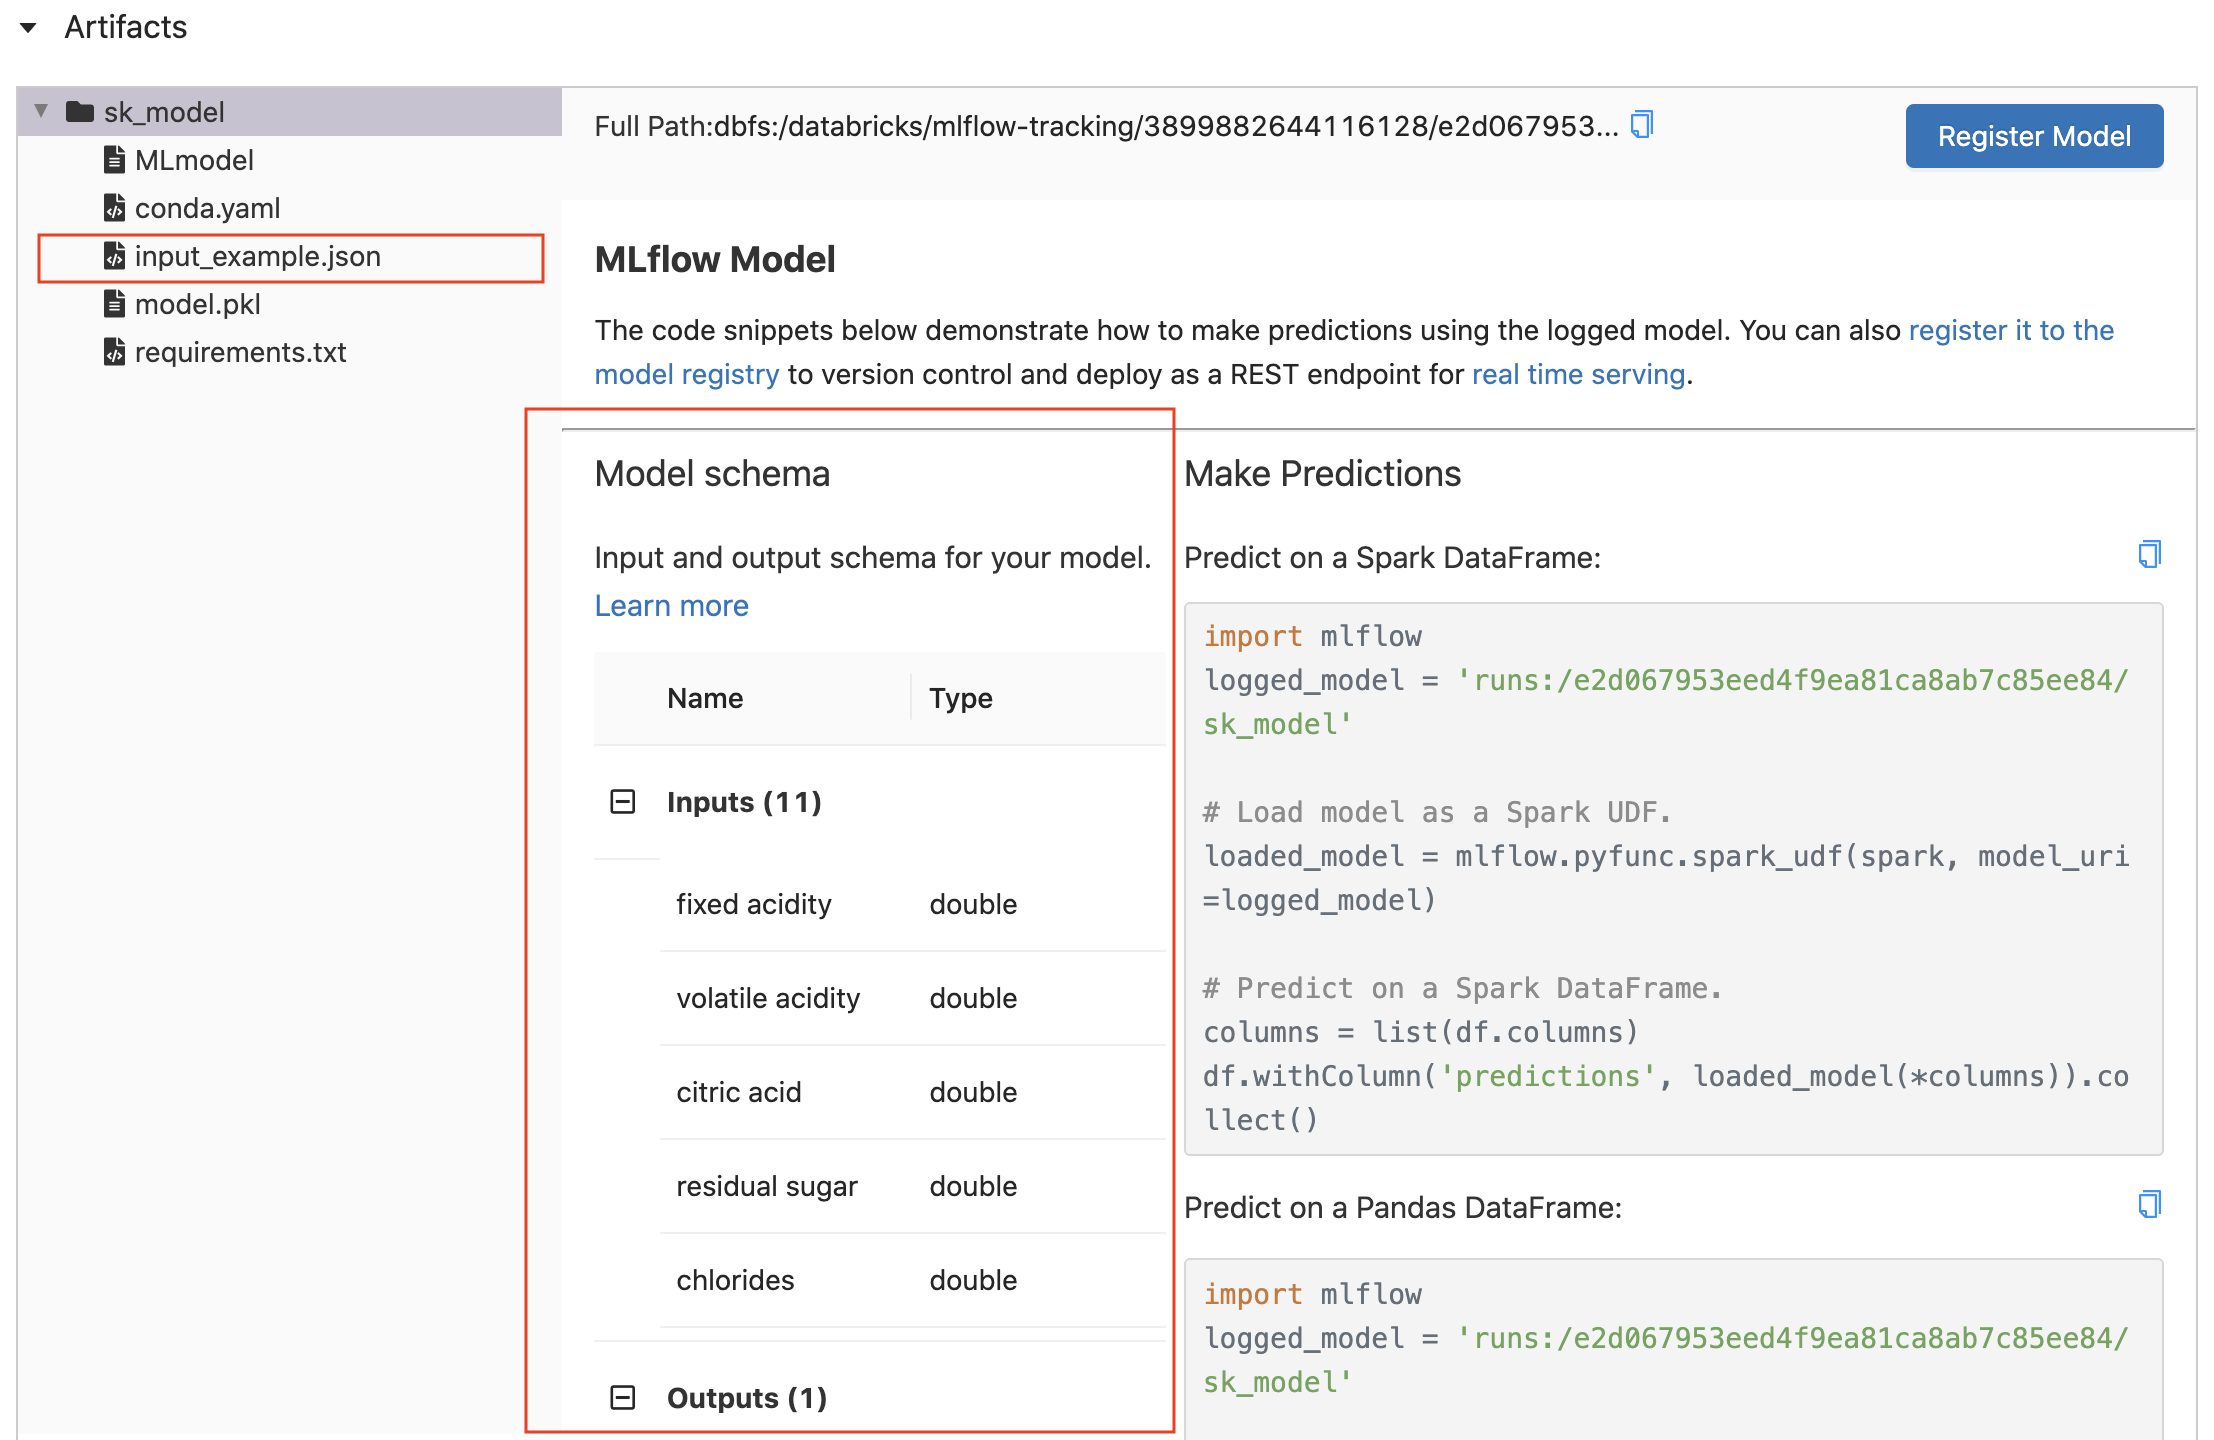 Artifacts
sk_model
MLmodel
conda.yaml
input_example.json
model.pkl
requirements.txt
Full Path:dbfs:/databricks/mlflow-tracking/3899882644116128/e2d067953...
Register Model
MLflow Model
The code snippets below demonstrate how to make predictions using the logged model. You can also register it to the
model registry to version control and deploy as a REST endpoint for real time serving.
Model schema
Input and output schema for your model.
Learn more
Name Type
Inputs (11)
fixed acidity double
volatile acidity double
citric acid double
residual sugar double
chlorides double
Outputs (1)
Make Predictions
Predict on a Spark DataFrame:
import mlflow
logged_model = 'runs:/e2d067953eed4f9ea81ca8ab7c85ee84/
sk_model'
# Load model as a Spark UDF.
loaded_model = mlflow.pyfunc.spark_udf(spark, model_uri
=logged_model)
# Predict on a Spark DataFrame.
columns = list(df.columns)
df.withColumn('predictions', loaded_model(*columns)).co
llect()
Predict on a Pandas DataFrame:
import mlflow
logged_model = 'runs:/e2d067953eed4f9ea81ca8ab7c85ee84/
sk_model'